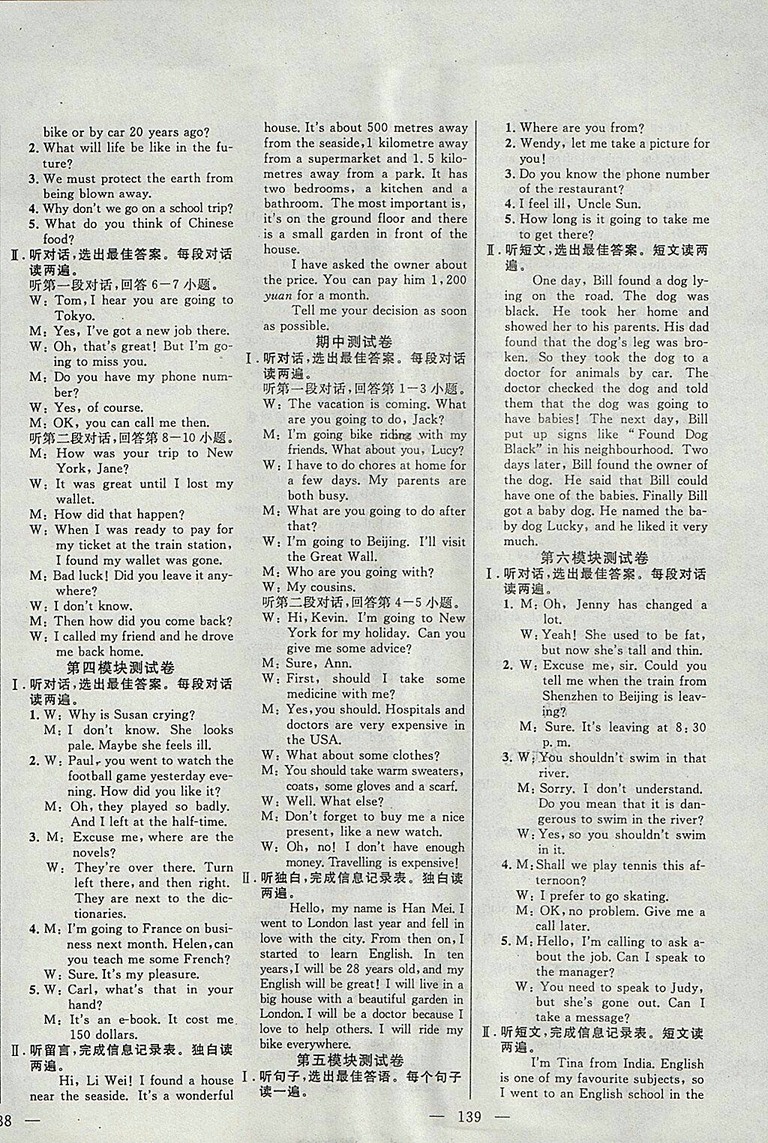 bike or by car 20 years ago?
2. What will life be like in the fu-
ture?
3. We must protect the earth from
being blown away.
4. Why don't we go on a school trip?
5. What do you think of Chinese
food?
Ⅱ. 听对话,选出最佳答案。每段对话
读两遍。
听第一段对话,回答6-7小题。
W: Tom, I hear you are going to
Tokyo.
M: Yes, I've got a new job there.
W: Oh, that's great! But I'm go-
ing to miss you.
M: Do you have my phone num-
ber?
W: Yes, of course.
M: OK, you can call me then.
听第二段对话,回答第8-10小题。
M: How was your trip to New
York, Jane?
W: It was great until I lost my
wallet.
M: How did that happen?
W: When I was ready to pay for
my ticket at the train station,
I found my wallet was gone.
M: Bad luck! Did you leave it any-
where?
W: I don't know.
M: Then how did you come back?
W: I called my friend and he drove
me back home.
第四模块测试卷
Ⅰ. 听对话,选出最佳答案。每段对话
读两遍。
1. W: Why is Susan crying?
M: I don't know. She looks
pale. Maybe she feels ill.
2. W: Paul, you went to watch the
football game yesterday eve-
ning. How did you like it?
M: Oh, they played so badly.
And I left at the half-time.
3. M: Excuse me, where are the
novels?
W: They're over there. Turn
left there, and then right.
They are next to the dic-
tionaries.
4. M: I'm going to France on busi-
ness next month. Helen, can
you teach me some French?
W: Sure. It's my pleasure.
5. W: Carl, what's that in your
hand?
M: It's an e-book. It cost me
150 dollars.
Ⅱ. 听留言,完成信息记录表。独白读
两遍。
Hi, Li Wei! I found a house
near the seaside. It's a wonderful
38 —
house. It's about 500 metres away
from the seaside, 1 kilometre away
from a supermarket and 1. 5 kilo-
metres away from a park. It has
two bedrooms, a kitchen and a
bathroom. The most important is,
it's on the ground floor and there
is a small garden in front of the
house.
I have asked the owner about
the price. You can pay him 1,200
yuan for a month.
Tell me your decision as soon
as possible.
期中测试卷
Ⅰ. 听对话,选出最佳答案。每段对话
读两遍。
听第一段对话,回答第1-3小题。
W: The vacation is coming. What
are you going to do, Jack?
M: I'm going bike riding with my
friends. What about you, Lucy?
W: I have to do chores at home for
a few days. My parents are
both busy.
M: What are you going to do after
that?
W: I'm going to Beijing. I'll visit
the Great Wall.
M: Who are you going with?
W: My cousins.
听第二段对话,回答第4-5小题。
W: Hi, Kevin. I'm going to New
York for my holiday. Can you
give me some advice?
M: Sure, Ann.
W: First, should I take some
medicine with me?
M: Yes, you should. Hospitals and
doctors are very expensive in
the USA.
W: What about some clothes?
M: You should take warm sweaters,
coats, some gloves and a scarf.
W: Well. What else?
M: Don't forget to buy me a nice
present, like a new watch.
W: Oh, no! I don't have enough
money. Travelling is expensive!
Ⅱ. 听独白,完成信息记录表。独白读
两遍。
Hello, my name is Han Mei. I
went to London last year and fell in
love with the city. From then on, I
started to learn English. In ten
years, I will be 28 years old, and my
English will be great! I will live in a
big house with a beautiful garden in
London. I will be a doctor because I
love to help others. I will ride my
bike everywhere.
第五模块测试卷
Ⅰ. 听句子,选出最佳答语。每个句子
读一遍。
— 139 —
1. Where are you from?
2. Wendy, let me take a picture for
you!
3. Do you know the phone number
of the restaurant?
4. I feel ill, Uncle Sun.
5. How long is it going to take me
to get there?
Ⅱ. 听短文,选出最佳答案。短文读两
遍。
One day, Bill found a dog ly-
ing on the road. The dog was
black. He took her home and
showed her to his parents. His dad
found that the dog's leg was bro-
ken. So they took the dog to a
doctor for animals by car. The
doctor checked the dog and told
them that the dog was going to
have babies! The next day, Bill
put up signs like "Found Dog
Black" in his neighbourhood. Two
days later, Bill found the owner of
the dog. He said that Bill could
have one of the babies. Finally Bill
got a baby dog. He named the ba-
by dog Lucky, and he liked it very
much.
第六模块测试卷
Ⅰ. 听对话,选出最佳答案。每段对话
读两遍。
1. M: Oh, Jenny has changed a
lot.
W: Yeah! She used to be fat,
but now she's tall and thin.
2. W: Excuse me, sir. Could you
tell me when the train from
Shenzhen to Beijing is leav-
ing?
M: Sure. It's leaving at 8:30
p. m.
3. W: You shouldn't swim in that
river.
M: Sorry. I don't understand.
Do you mean that it is dan-
gerous to swim in the river?
W: Yes, so you shouldn't swim
in it.
4. M: Shall we play tennis this af-
ternoon?
W: I prefer to go skating.
M: OK, no problem. Give me a
call later.
5. M: Hello, I'm calling to ask a-
bout the job. Can I speak to
the manager?
W: You need to speak to Judy,
but she's gone out. Can I
take a message?
Ⅱ. 听短文,完成信息记录表。短文读
两遍。
I'm Tina from India. English
is one of my favourite subjects, so
I went to an English school in the